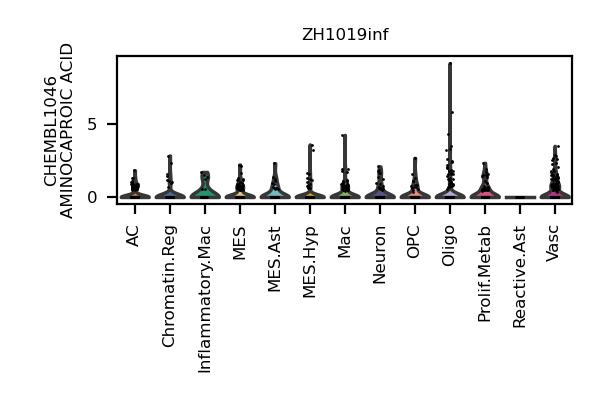 ZH1019inf
CHEMBL1046
AMINOCAPROIC ACID
5
0
AC
Chromatin.Reg
Inflammatory.Mac
MES
MES.Ast
MES.Hyp
Mac
Neuron
OPC
Oligo
Prolif.Metab
Reactive.Ast
Vasc